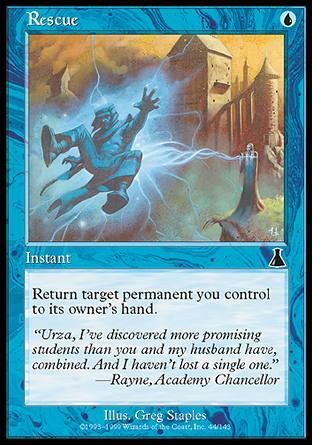 Rescue
Instant
Return target permanent you control
to its owner's hand.
"Urza, I've discovered more promising
students than you and my husband have,
combined. And I haven't lost a single one."
—Rayne, Academy Chancellor
Illus. Greg Staples
©1993-1999 Wizards of the Coast, Inc. 44/143